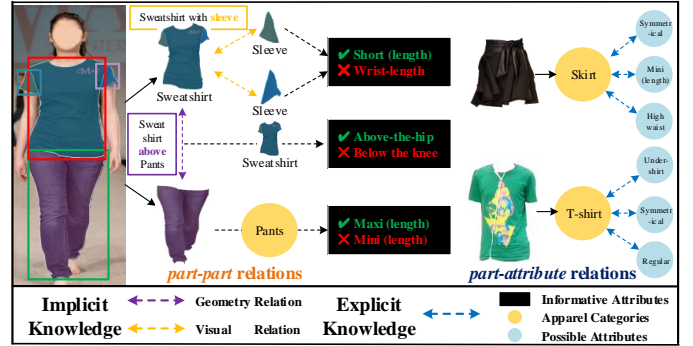 Sweatshirt with sleeve
Sleeve
Sweatshirt
Sleeve
✔ Short (length)
✘ Wrist-length
Sweat
shirt
above
Pants
Sweatshirt
✔ Above-the-hip
✘ Below the knee
Pants
✔ Maxi (length)
✘ Mini (length)
part-part relations
Skirt
Symmetr-
-ical
Mini
(length)
High
waist
T-shirt
Under-
shirt
Symmetr-
-ical
Regular
part-attribute relations
Implicit
Knowledge
Geometry Relation
Visual Relation
Explicit
Knowledge
Informative Attributes
Apparel Categories
Possible Attributes